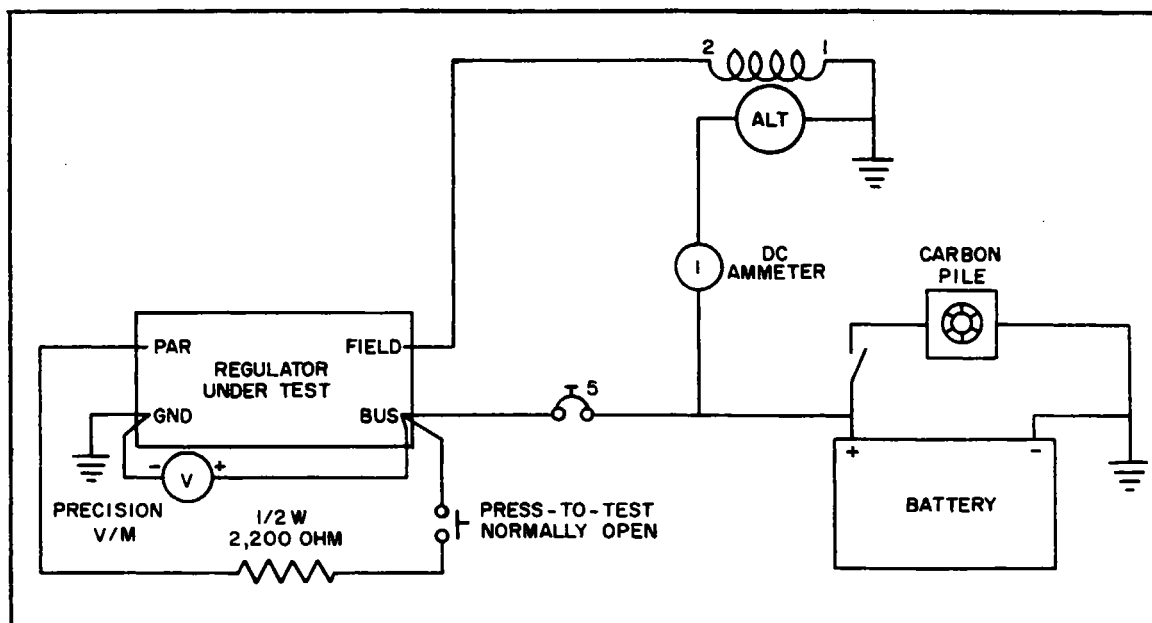 2 1
ALT
1
DC
AMMETER
CARBON
PILE
PAR
FIELD
REGULATOR
UNDER TEST
GND
BUS
5
+ -
BATTERY
- V +
PRECISION
V/M
1/2 W
2,200 OHM
PRESS-TO-TEST
NORMALLY OPEN